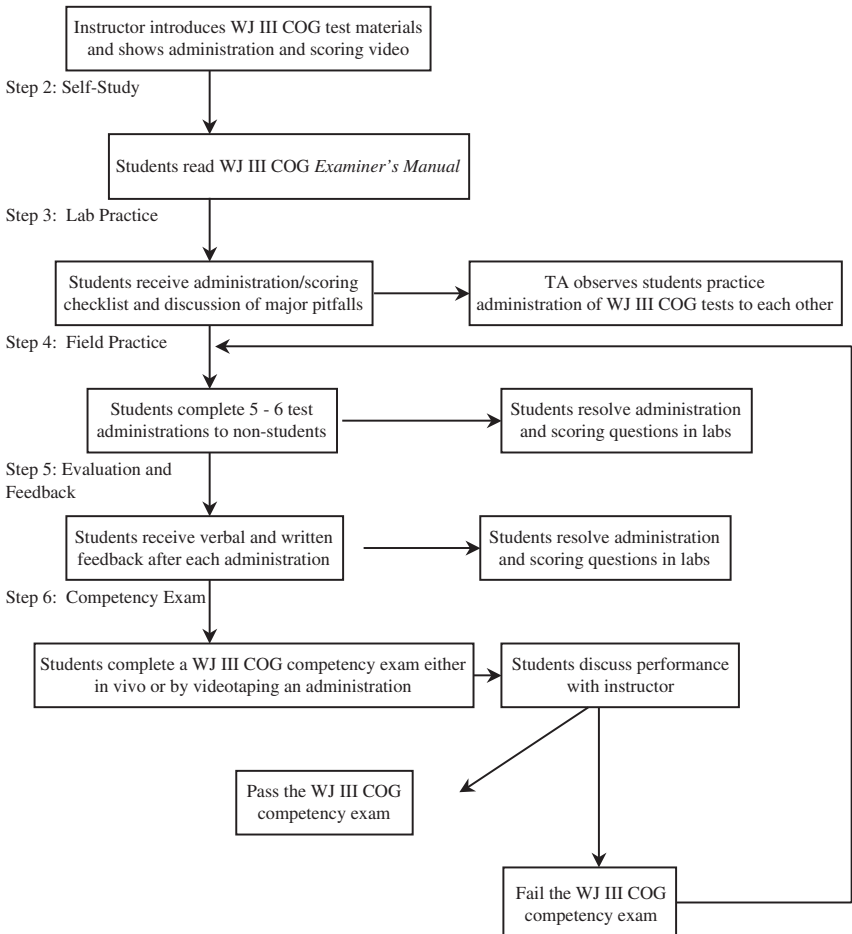 Instructor introduces WJ III COG test materials
and shows administration and scoring video
Step 2: Self-Study
Students read WJ III COG Examiner's Manual
Step 3: Lab Practice
Students receive administration/scoring
checklist and discussion of major pitfalls
TA observes students practice
administration of WJ III COG tests to each other
Step 4: Field Practice
Students complete 5 - 6 test
administrations to non-students
Students resolve administration
and scoring questions in labs
Step 5: Evaluation and
Feedback
Students receive verbal and written
feedback after each administration
Students resolve administration
and scoring questions in labs
Step 6: Competency Exam
Students complete a WJ III COG competency exam either
in vivo or by videotaping an administration
Students discuss performance
with instructor
Pass the WJ III COG
competency exam
Fail the WJ III COG
competency exam